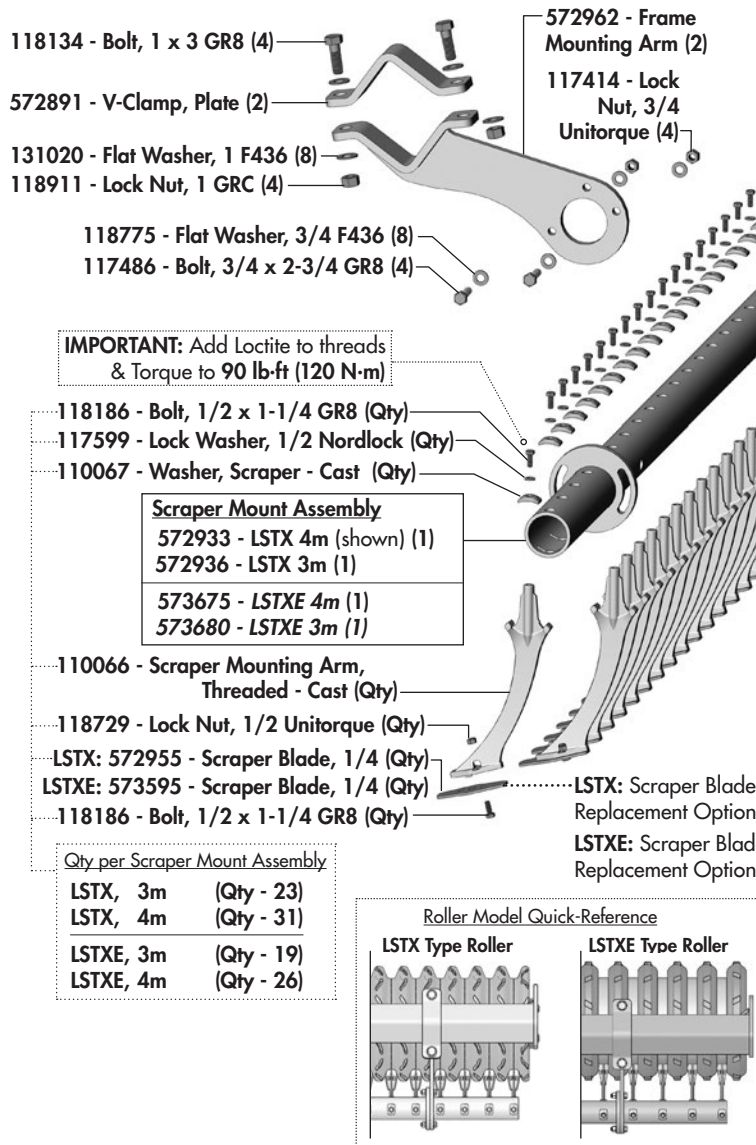 118134 - Bolt, 1 x 3 GR8 (4)
572891 - V-Clamp, Plate (2)
131020 - Flat Washer, 1 F436 (8)
118911 - Lock Nut, 1 GRC (4)
572962 - Frame
Mounting Arm (2)
117414 - Lock
Nut, 3/4
Unitorque (4)
118775 - Flat Washer, 3/4 F436 (8)
117486 - Bolt, 3/4 x 2-3/4 GR8 (4)
IMPORTANT: Add Loctite to threads
& Torque to 90 lb·ft (120 N·m)
118186 - Bolt, 1/2 x 1-1/4 GR8 (Qty)
117599 - Lock Washer, 1/2 Nordlock (Qty)
110067 - Washer, Scraper - Cast (Qty)
Scraper Mount Assembly
572933 - LSTX 4m (shown) (1)
572936 - LSTX 3m (1)
573675 - LSTXE 4m (1)
573680 - LSTXE 3m (1)
110066 - Scraper Mounting Arm,
Threaded - Cast (Qty)
118729 - Lock Nut, 1/2 Unitorque (Qty)
LSTX: 572955 - Scraper Blade, 1/4 (Qty)
LSTXE: 573595 - Scraper Blade, 1/4 (Qty)
118186 - Bolt, 1/2 x 1-1/4 GR8 (Qty)
LSTX: Scraper Blade
Replacement Option
LSTXE: Scraper Blad
Replacement Option
Qty per Scraper Mount Assembly
LSTX, 3m (Qty - 23)
LSTX, 4m (Qty - 31)
LSTXE, 3m (Qty - 19)
LSTXE, 4m (Qty - 26)
Roller Model Quick-Reference
LSTX Type Roller
LSTXE Type Roller